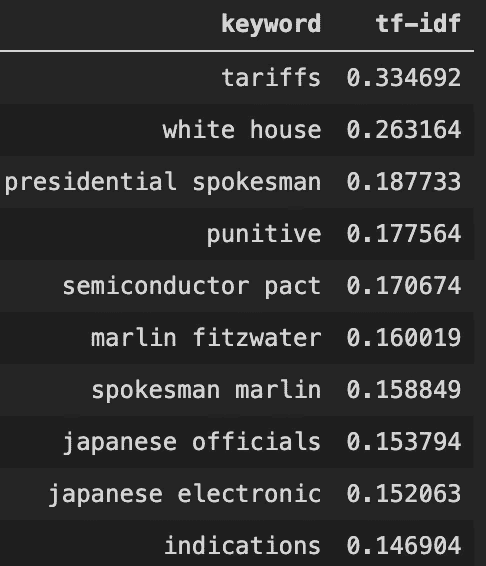 keyword tf-idf
tariffs 0.334692
white house 0.263164
presidential spokesman 0.187733
punitive 0.177564
semiconductor pact 0.170674
marlin fitzwater 0.160019
spokesman marlin 0.158849
japanese officials 0.153794
japanese electronic 0.152063
indications 0.146904